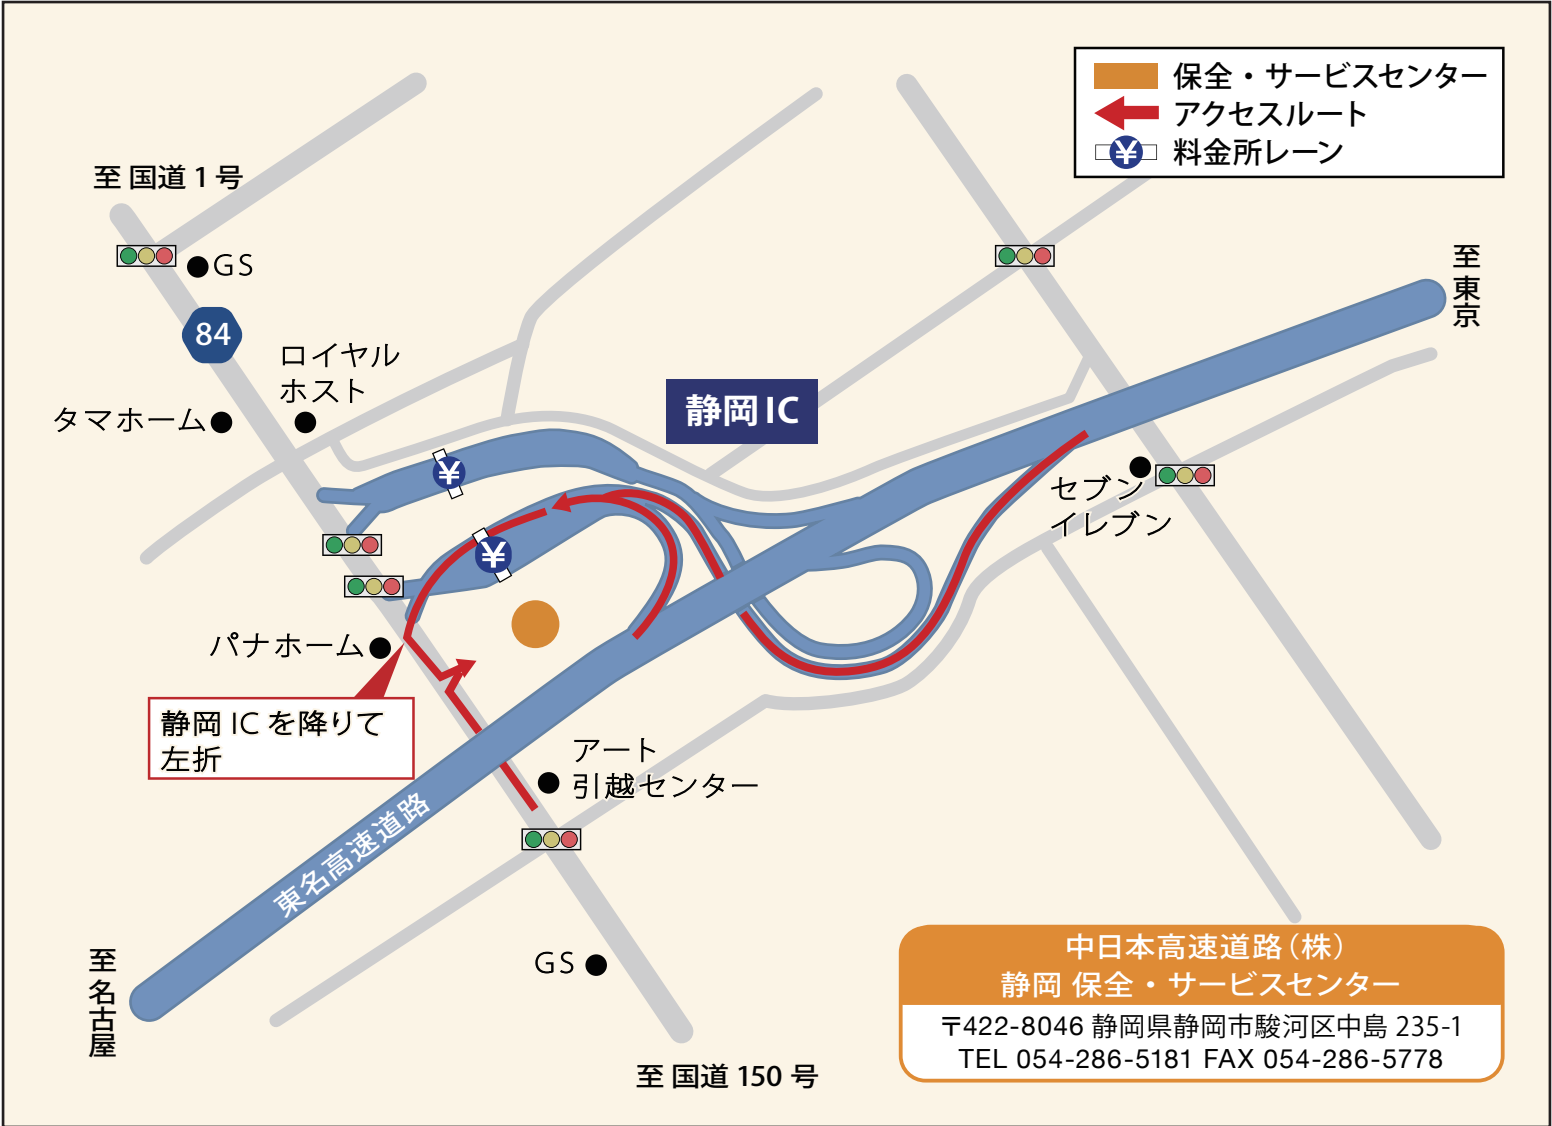 保全・サービスセンター
アクセスルート
¥ 料金所レーン
至 国道 1 号
GS
84
ロイヤル
ホスト
タマホーム
静岡 IC
至 東京
¥
¥
セブン
イレブン
パナホーム
静岡 IC を降りて
左折
アート
引越センター
東名高速道路
GS
至 名古屋
至 国道 150 号
中日本高速道路（株）
静岡 保全・サービスセンター
〒422-8046 静岡県静岡市駿河区中島 235-1
TEL 054-286-5181 FAX 054-286-5778